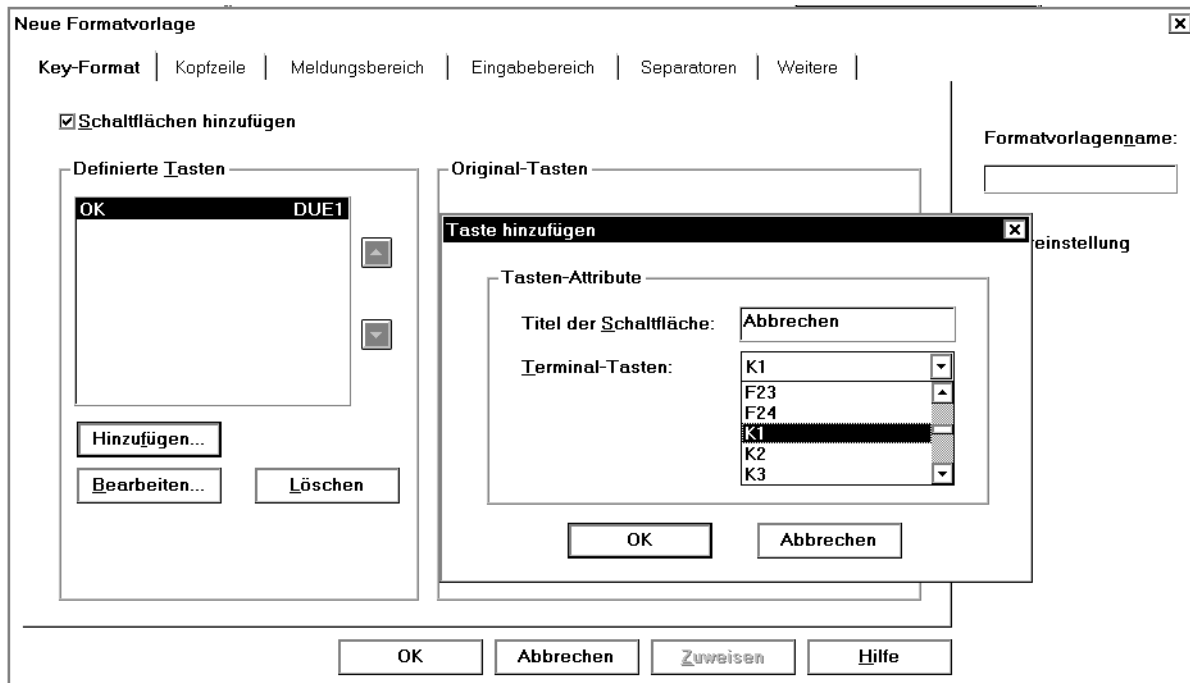 Neue Formatvorlage
Key-Format
Kopfzeile
Meldungsbereich
Eingabebereich
Separatoren
Weitere
Schaltflächen hinzufügen
Formatvorlagenname:
Definierte Tasten
OK DUE1
Hinzufügen...
Bearbeiten...
Löschen
Original-Tasten
Taste hinzufügen
Tasten-Attribute
Titel der Schaltfläche: Abbrechen
Terminal-Tasten: K1
F23
F24
K1
K2
K3
OK
Abbrechen
einstellung
OK
Abbrechen
Zuweisen
Hilfe